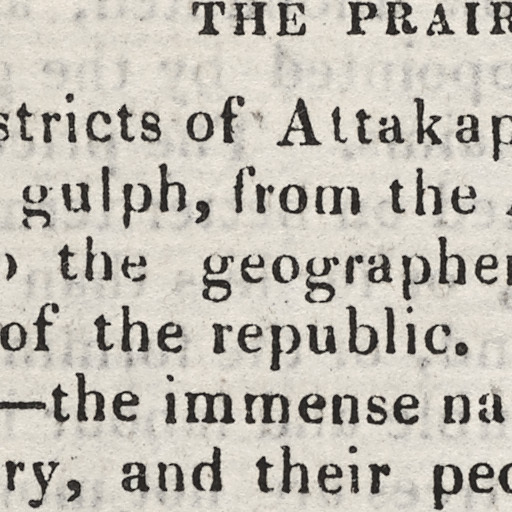 THE PRAIR
stricts of Attakap
gulph, from the
the geographer
of the republic.
—the immense na
ry, and their peo